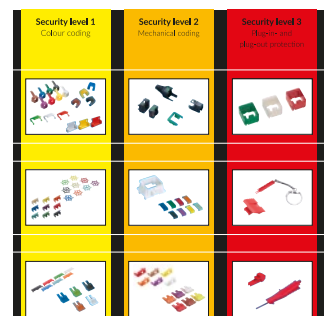 Security level 1
Colour coding
Security level 2
Mechanical coding
Security level 3
Plug-in- and
plug-out protection